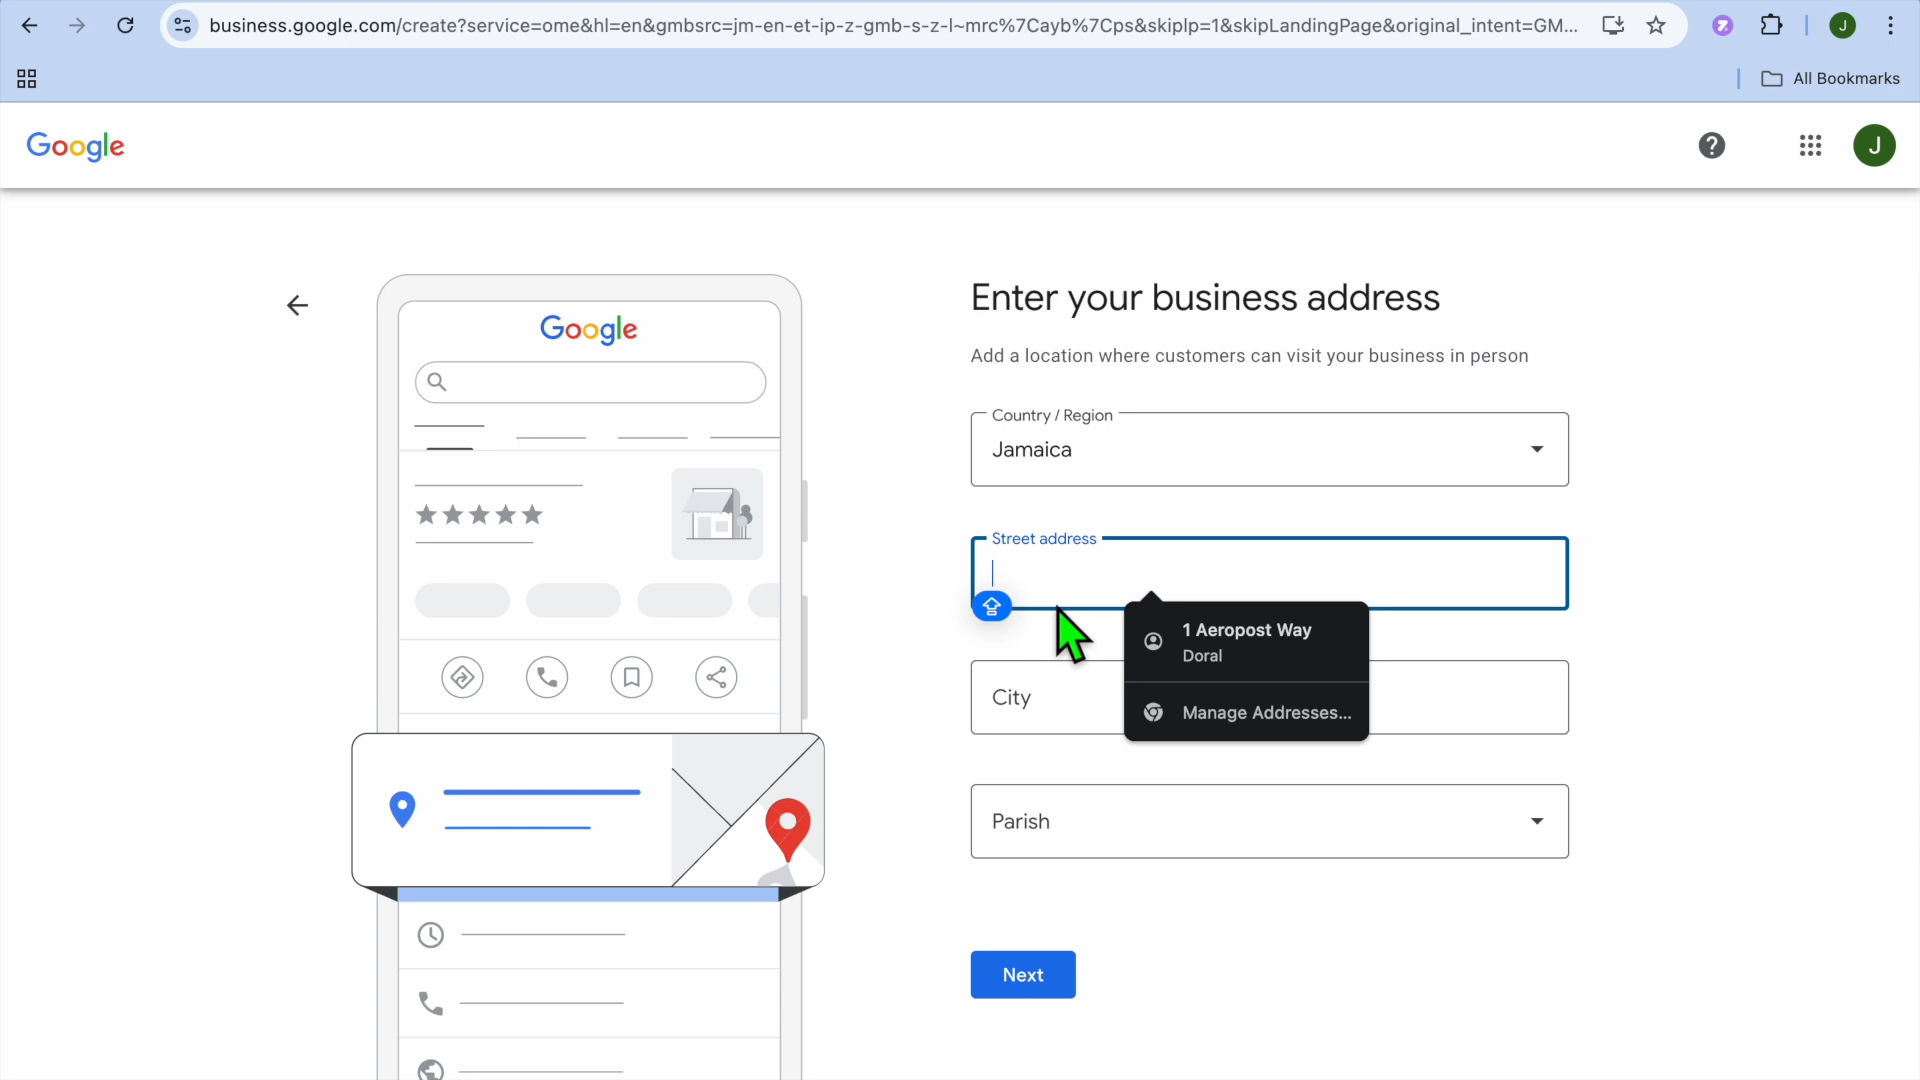 business.google.com/create?service=ome&hl=en&gmbsrc=jm-en-et-ip-z-gmb-s-z-l~mrc%7Cayb%7Cps&skiplp=1&skipLandingPage&original_intent=GM...
J
All Bookmarks
Google
J
Google
Enter your business address
Add a location where customers can visit your business in person
Country / Region
Jamaica
Street address
1 Aeropost Way
Doral
Manage Addresses...
City
Parish
Next